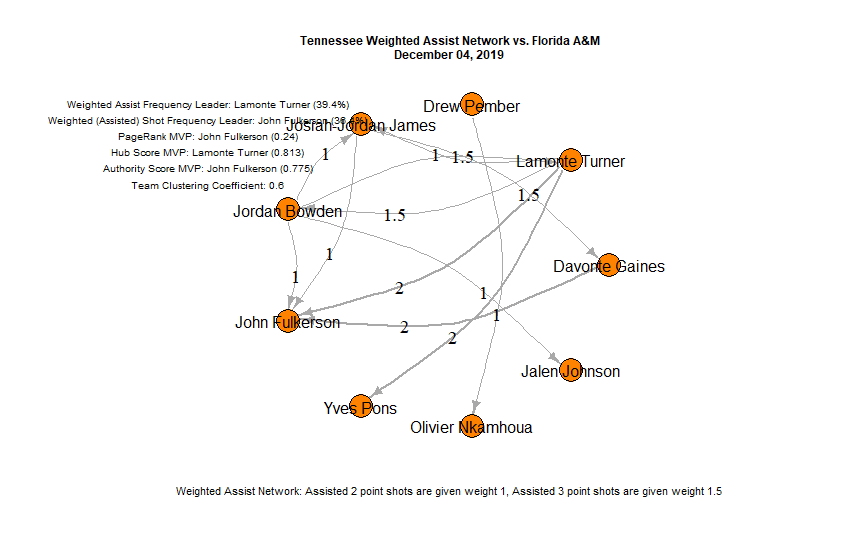 Tennessee Weighted Assist Network vs. Florida A&M
December 04, 2019
Weighted Assist Frequency Leader: Lamonte Turner (39.4%)
Weighted (Assisted) Shot Frequency Leader: John Fulkerson (36.4%)
PageRank MVP: John Fulkerson (0.24)
Hub Score MVP: Lamonte Turner (0.813)
Authority Score MVP: John Fulkerson (0.775)
Team Clustering Coefficient: 0.6
Drew Pember
Josiah-Jordan James
Lamonte Turner
1
1
1.5
1.5
Jordan Bowden
1.5
Davonte Gaines
1
1
2
1
John Fulkerson
2
1
2
Jalen Johnson
Yves Pons
Olivier Nkamhoua
Weighted Assist Network: Assisted 2 point shots are given weight 1, Assisted 3 point shots are given weight 1.5